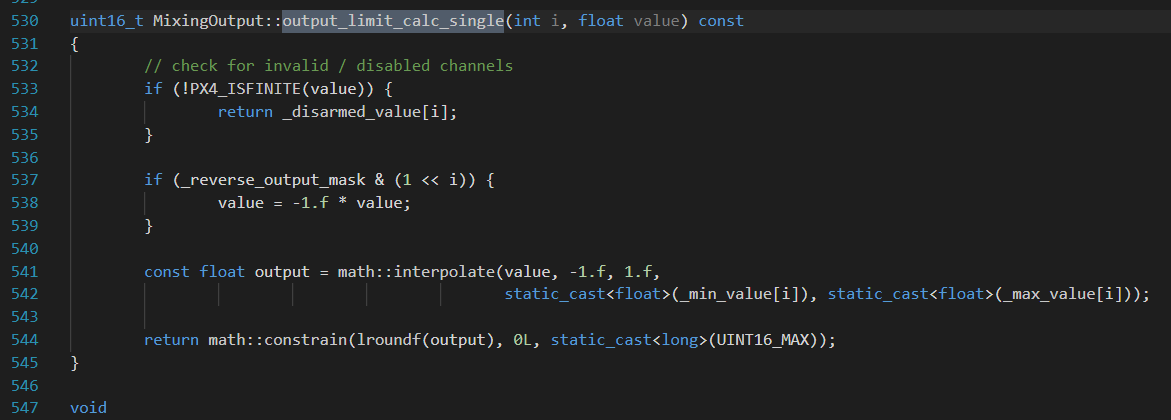 530 uint16_t MixingOutput::output_limit_calc_single(int i, float value) const
531 {
532 // check for invalid / disabled channels
533 if (!PX4_ISFINITE(value)) {
534 return _disarmed_value[i];
535 }
536
537 if (_reverse_output_mask & (1 << i)) {
538 value = -1.f * value;
539 }
540
541 const float output = math::interpolate(value, -1.f, 1.f,
542 static_cast<float>(_min_value[i]), static_cast<float>(_max_value[i]));
543
544 return math::constrain(lroundf(output), 0L, static_cast<long>(UINT16_MAX));
545 }
546
547 void